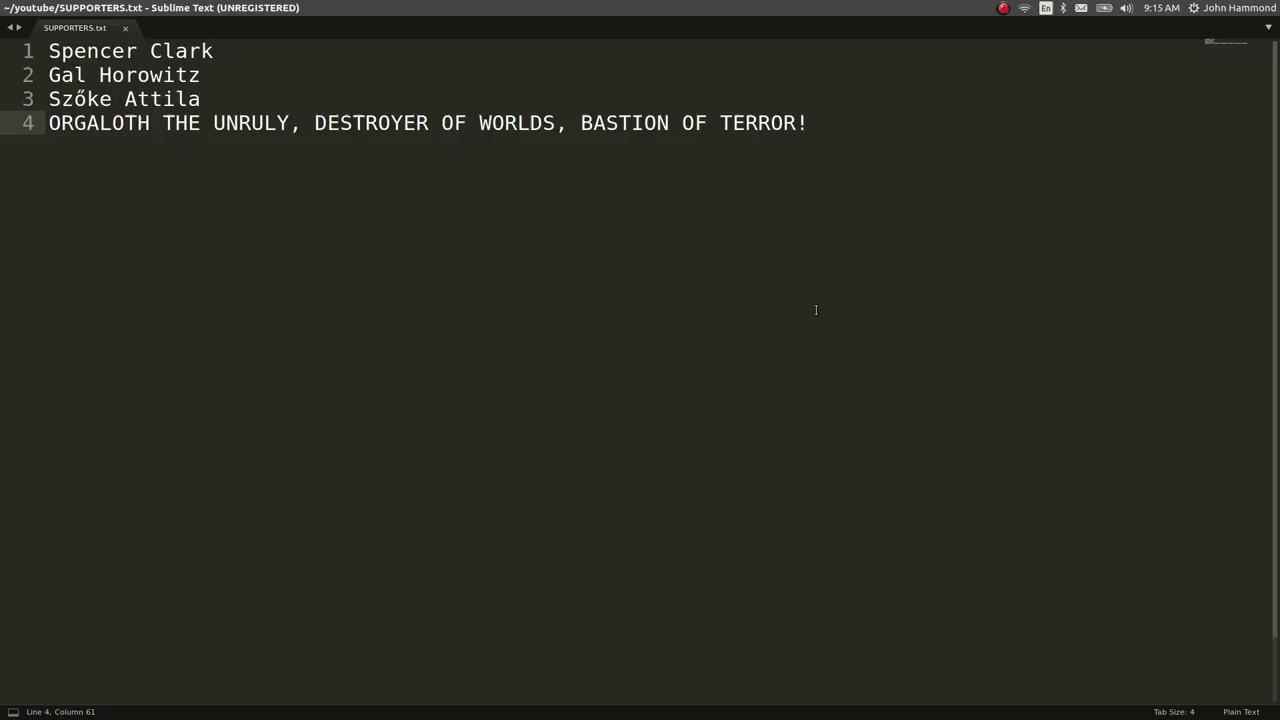 ~/youtube/SUPPORTERS.txt - Sublime Text (UNREGISTERED)
En
9:15 AM
John Hammond
SUPPORTERS.txt ×
1 Spencer Clark
2 Gal Horowitz
3 Szőke Attila
4 ORGALOTH THE UNRULY, DESTROYER OF WORLDS, BASTION OF TERROR!
Line 4, Column 61
Tab Size: 4
Plain Text